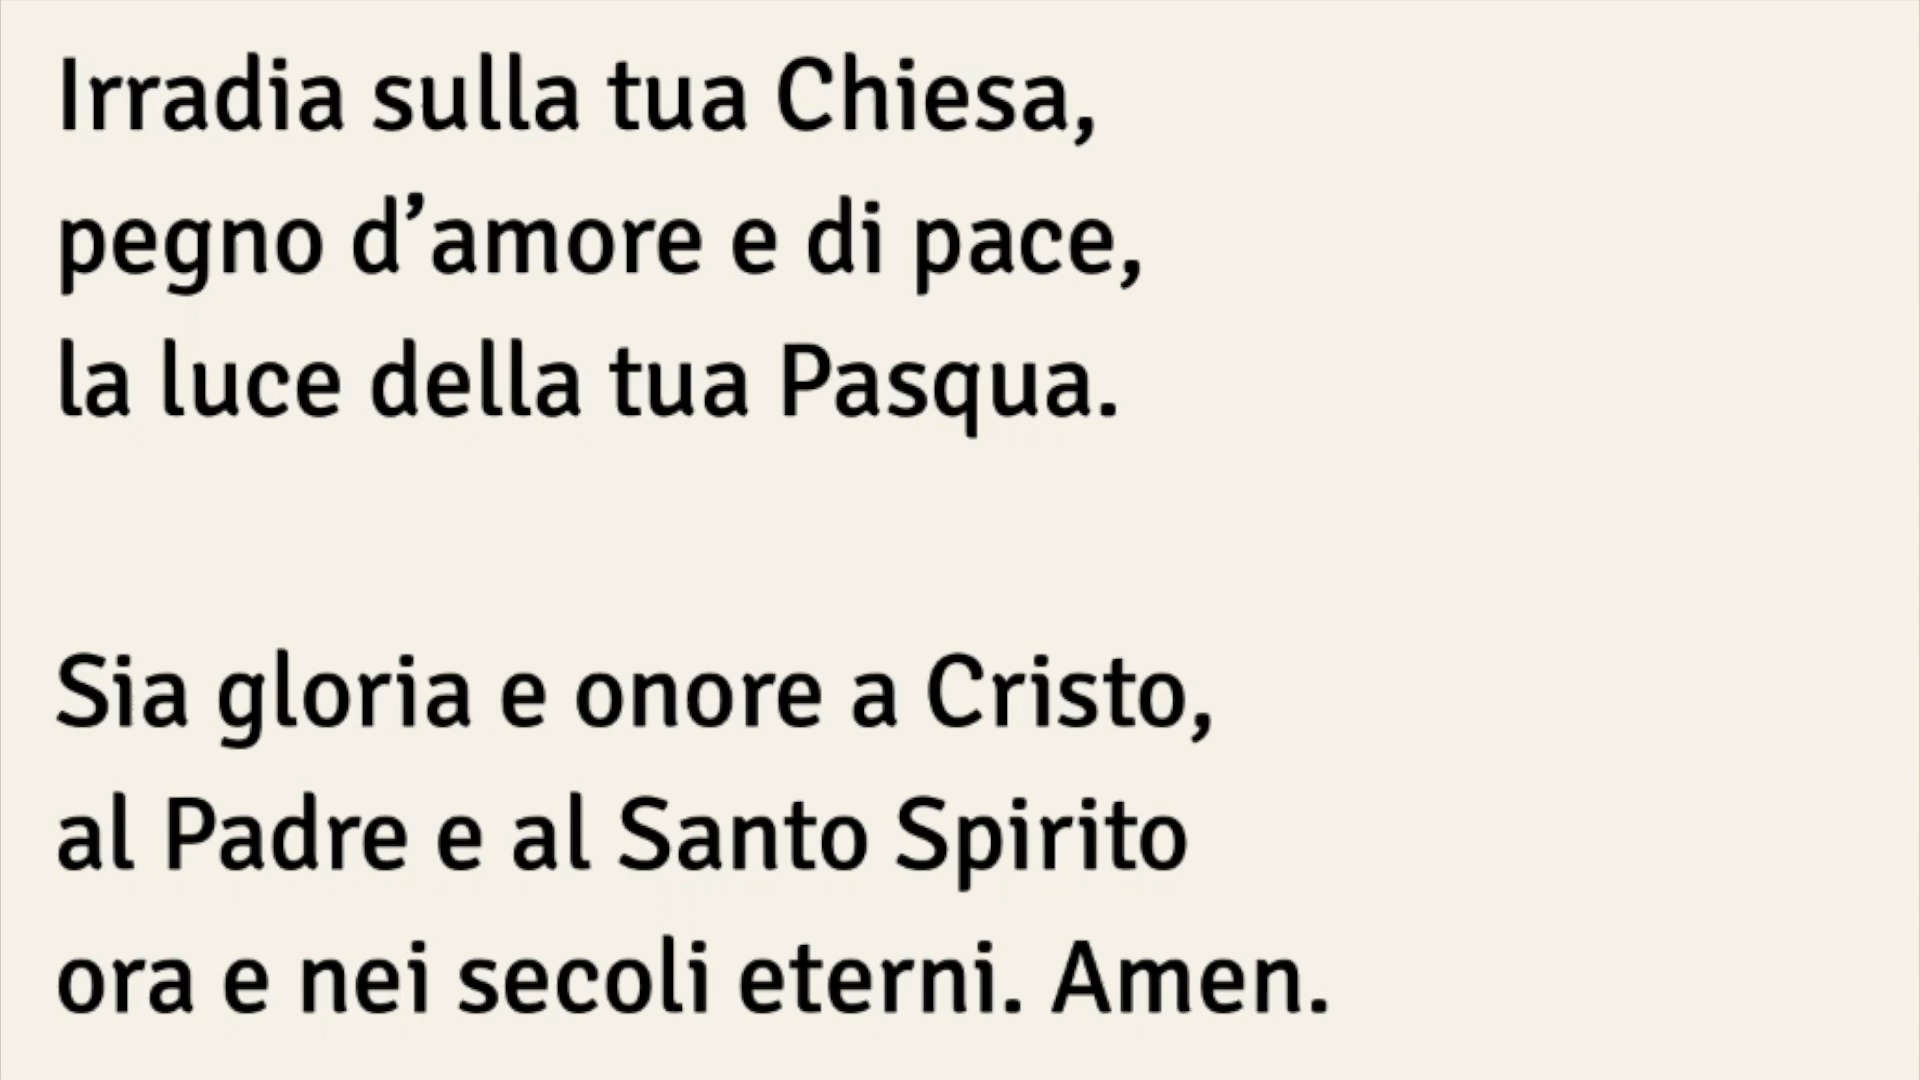 Irradia sulla tua Chiesa,
pegno d’amore e di pace,
la luce della tua Pasqua.
Sia gloria e onore a Cristo,
al Padre e al Santo Spirito
ora e nei secoli eterni. Amen.